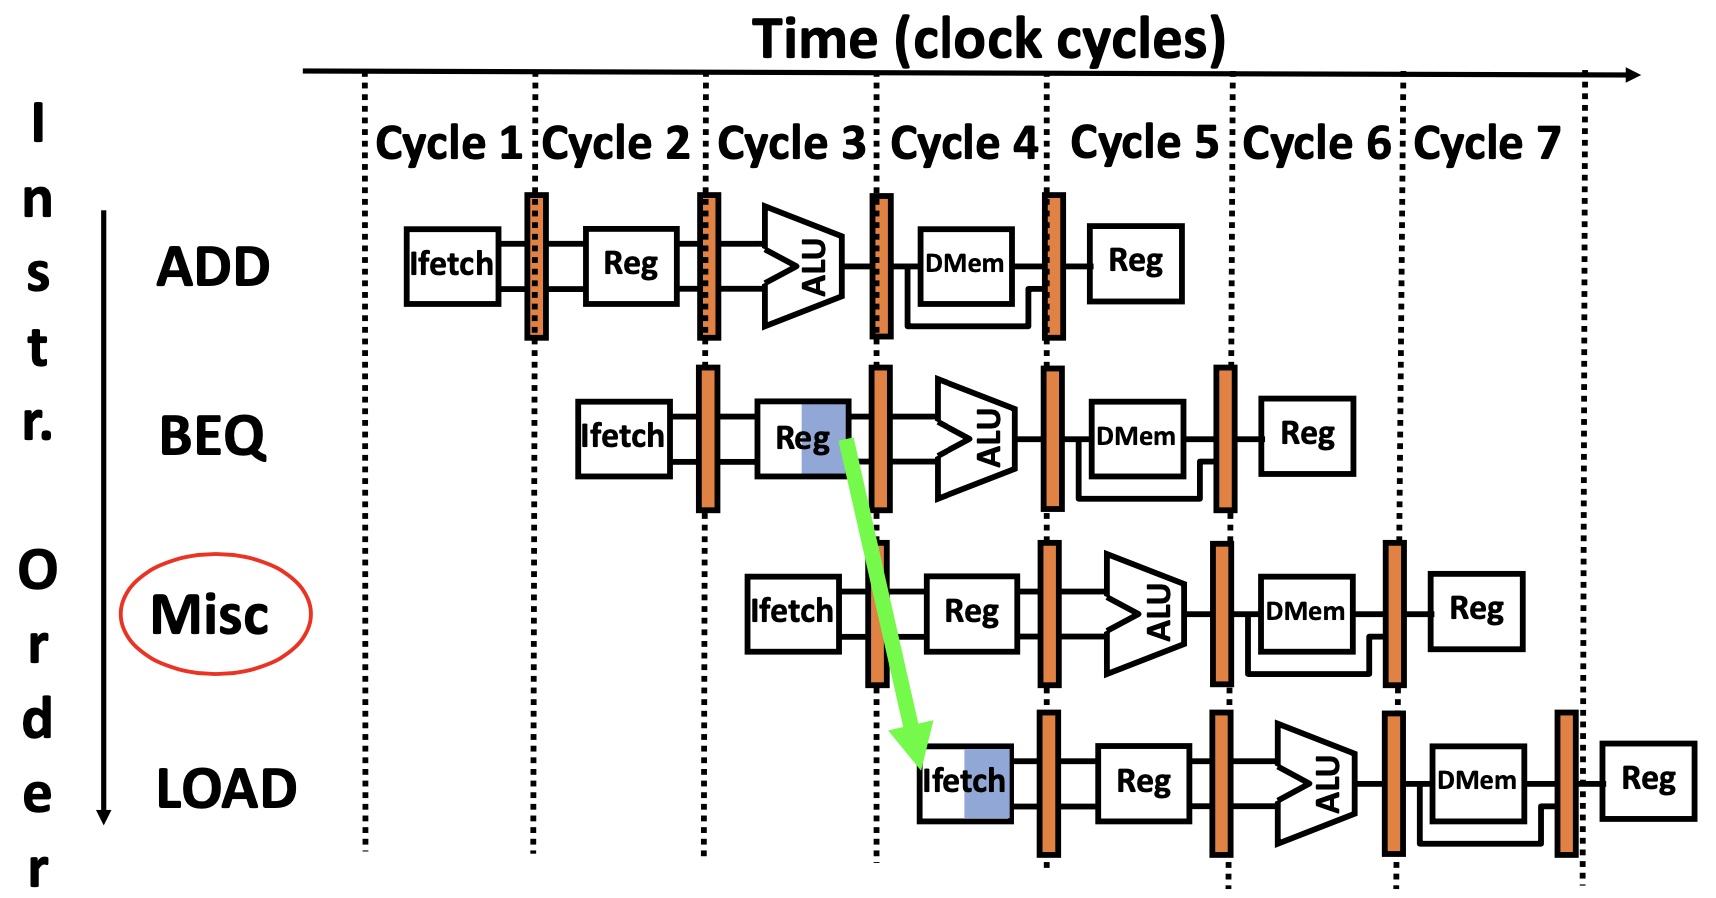 Time (clock cycles)
Instr. Order
Cycle 1 Cycle 2 Cycle 3 Cycle 4 Cycle 5 Cycle 6 Cycle 7
ADD Ifetch Reg ALU DMem Reg
BEQ Ifetch Reg ALU DMem Reg
Misc Ifetch Reg ALU DMem Reg
LOAD Ifetch Reg ALU DMem Reg